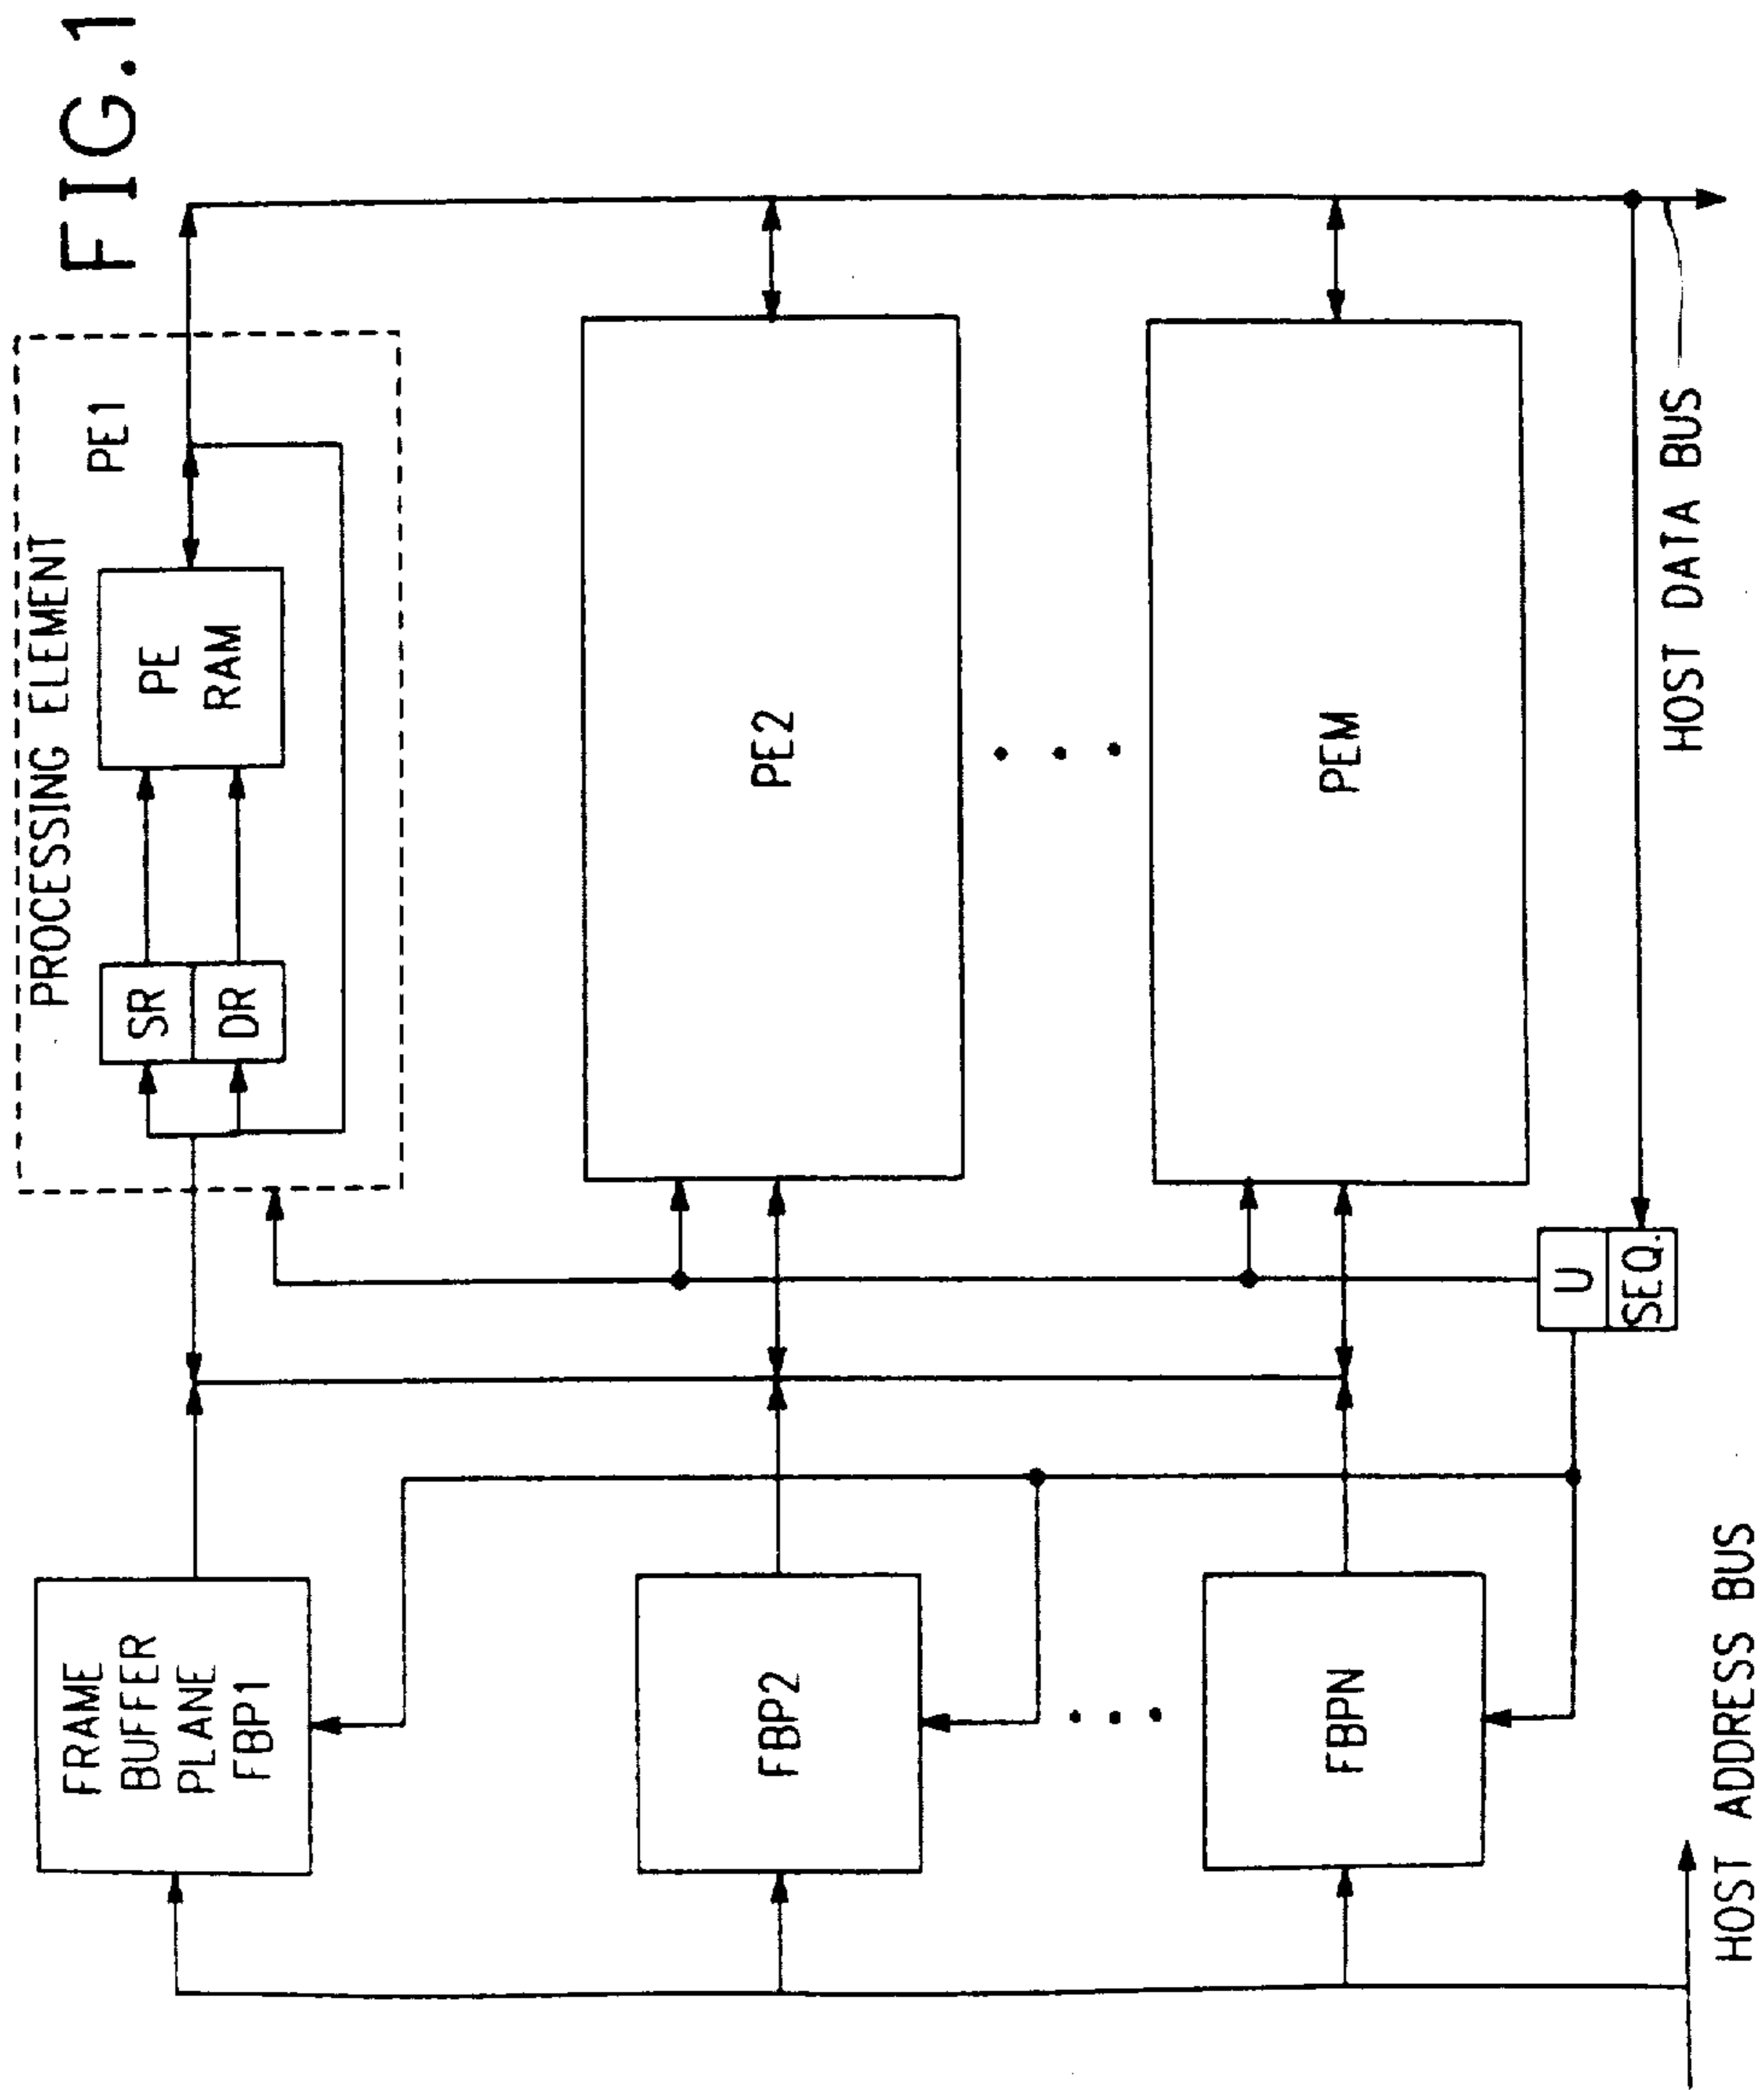 FIG.1
PROCESSING ELEMENT
PE1
SR
DR
PE
RAM
FRAME
BUFFER
PLANE
FBP1
PE2
FBP2
PEM
FBPN
U
SEQ.
HOST DATA BUS
HOST ADDRESS BUS